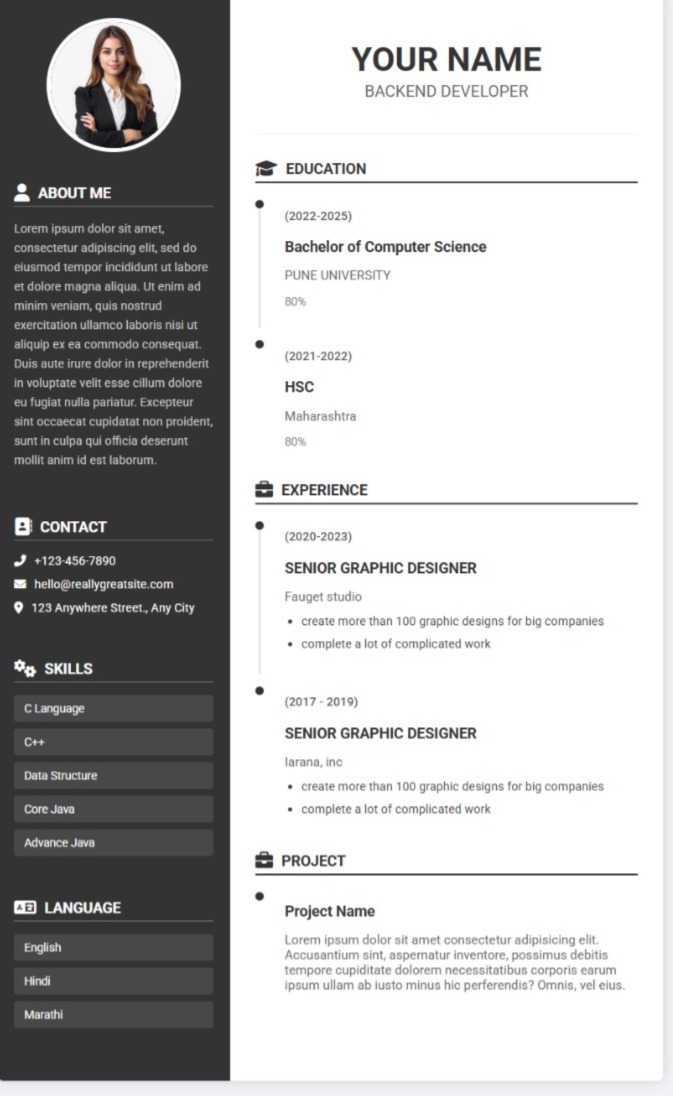 ABOUT ME
Lorem ipsum dolor sit amet,
consectetur adipiscing elit, sed do
eiusmod tempor incididunt ut labore
et dolore magna aliqua. Ut enim ad
minim veniam, quis nostrud
exercitation ullamco laboris nisi ut
aliquip ex ea commodo consequat.
Duis aute irure dolor in reprehenderit
in voluptate velit esse cillum dolore
eu fugiat nulla pariatur. Excepteur
sint occaecat cupidatat non proident,
sunt in culpa qui officia deserunt
mollit anim id est laborum.
CONTACT
+123-456-7890
hello@reallygreatsite.com
123 Anywhere Street., Any City
SKILLS
C Language
C++
Data Structure
Core Java
Advance Java
LANGUAGE
English
Hindi
Marathi
YOUR NAME
BACKEND DEVELOPER
EDUCATION
(2022-2025)
Bachelor of Computer Science
PUNE UNIVERSITY
80%
(2021-2022)
HSC
Maharashtra
80%
EXPERIENCE
(2020-2023)
SENIOR GRAPHIC DESIGNER
Fauget studio
• create more than 100 graphic designs for big companies
• complete a lot of complicated work
(2017 - 2019)
SENIOR GRAPHIC DESIGNER
larana, inc
• create more than 100 graphic designs for big companies
• complete a lot of complicated work
PROJECT
Project Name
Lorem ipsum dolor sit amet consectetur adipisicing elit.
Accusantium sint, aspernatur inventore, possimus debitis
tempore cupiditate dolorem necessitatibus corporis earum
ipsum ullam ab iusto minus hic perferendis? Omnis, vel eius.